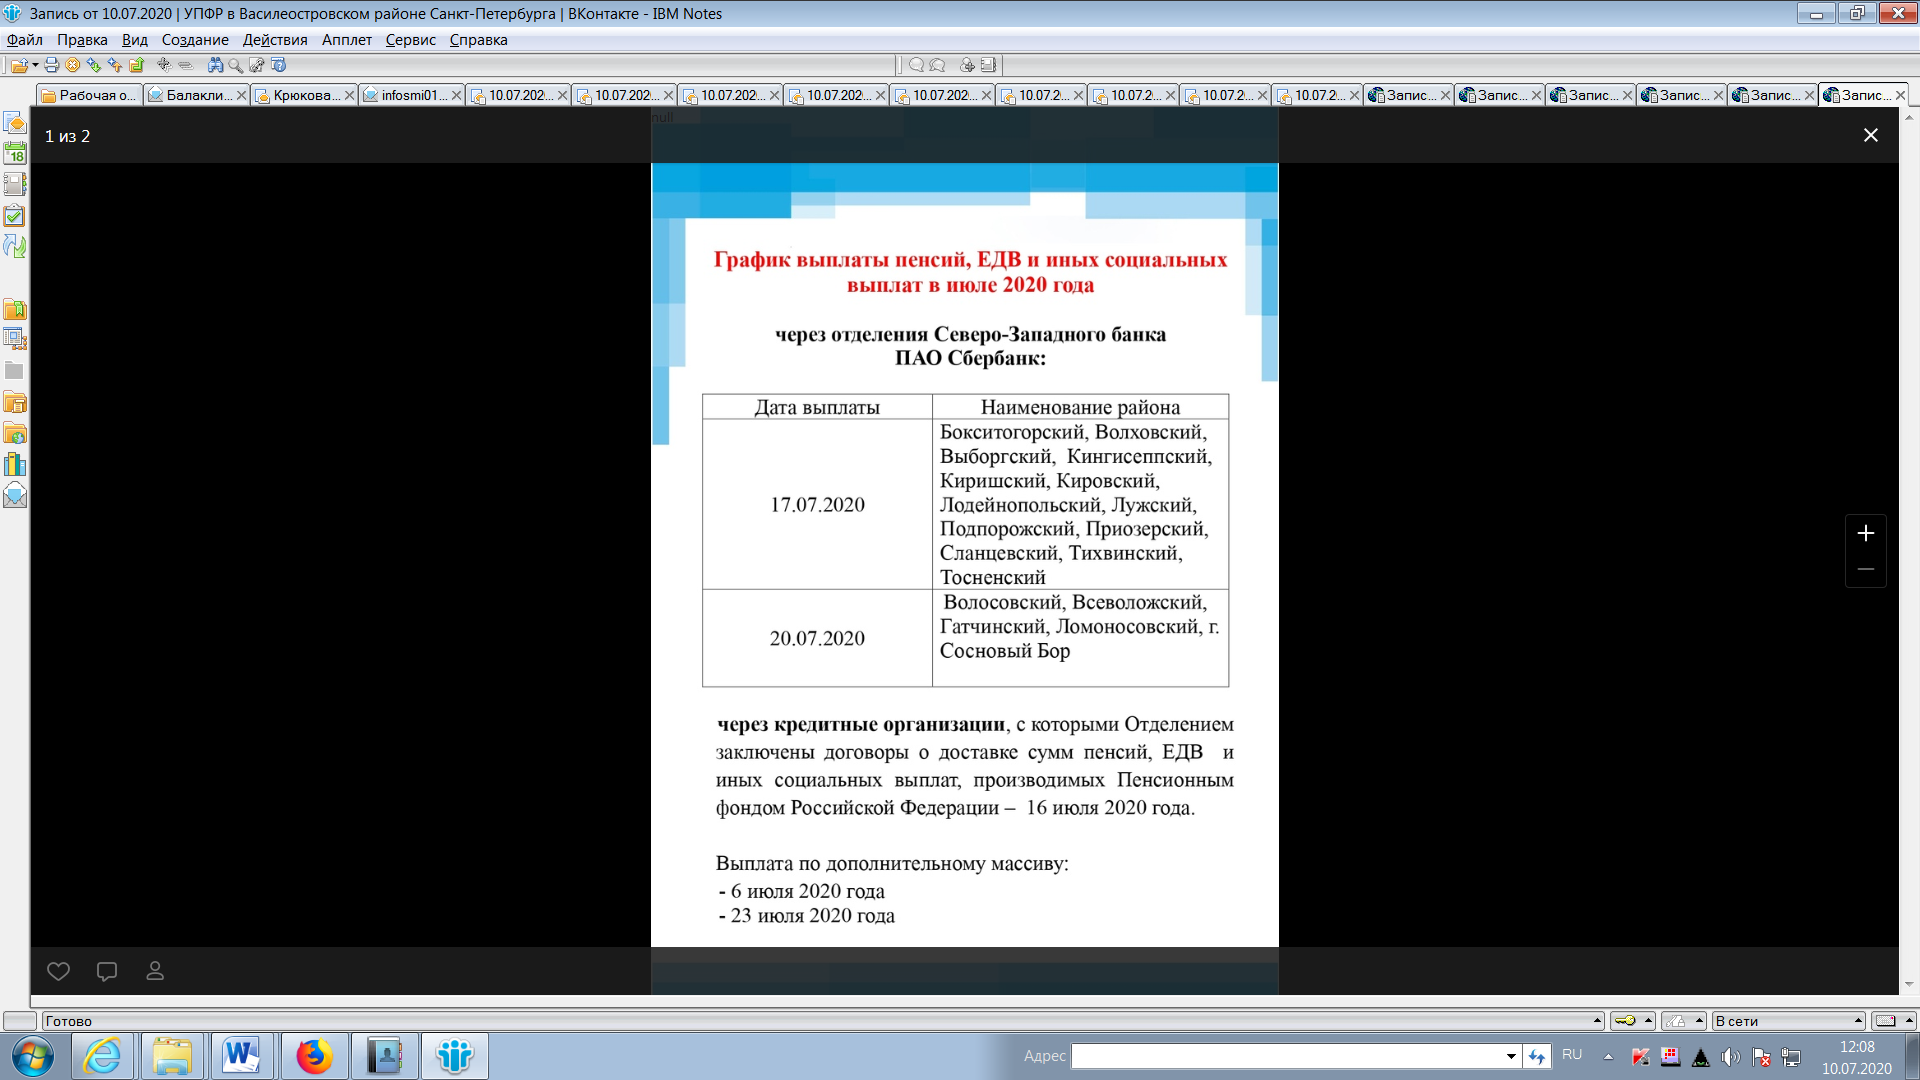 Запись от 10.07.2020 | УПФР в Василеостровском районе Санкт-Петербурга | ВКонтакте - IBM Notes
Файл Правка Вид Создание Действия Апплет Сервис Справка
Рабочая о... Балакли... Крюкова... infosmi01... 10.07.202... 10.07.202... 10.07.202... 10.07.202... 10.07.202... 10.07.2... 10.07.2... 10.07.2... 10.07.2... Запис... Запис... Запис... Запис... Запис... Запис...
null
1 из 2
18
График выплаты пенсий, ЕДВ и иных социальных
выплат в июле 2020 года
через отделения Северо-Западного банка
ПАО Сбербанк:
Дата выплаты Наименование района
17.07.2020
Бокситогорский, Волховский,
Выборгский, Кингисеппский,
Киришский, Кировский,
Лодейнопольский, Лужский,
Подпорожский, Приозерский,
Сланцевский, Тихвинский,
Тосненский
20.07.2020
Волосовский, Всеволожский,
Гатчинский, Ломоносовский, г.
Сосновый Бор
через кредитные организации, с которыми Отделением
заключены договоры о доставке сумм пенсий, ЕДВ и
иных социальных выплат, производимых Пенсионным
фондом Российской Федерации – 16 июля 2020 года.
Выплата по дополнительному массиву:
- 6 июля 2020 года
- 23 июля 2020 года
Готово
В сети
Адрес
RU
12:08
10.07.2020